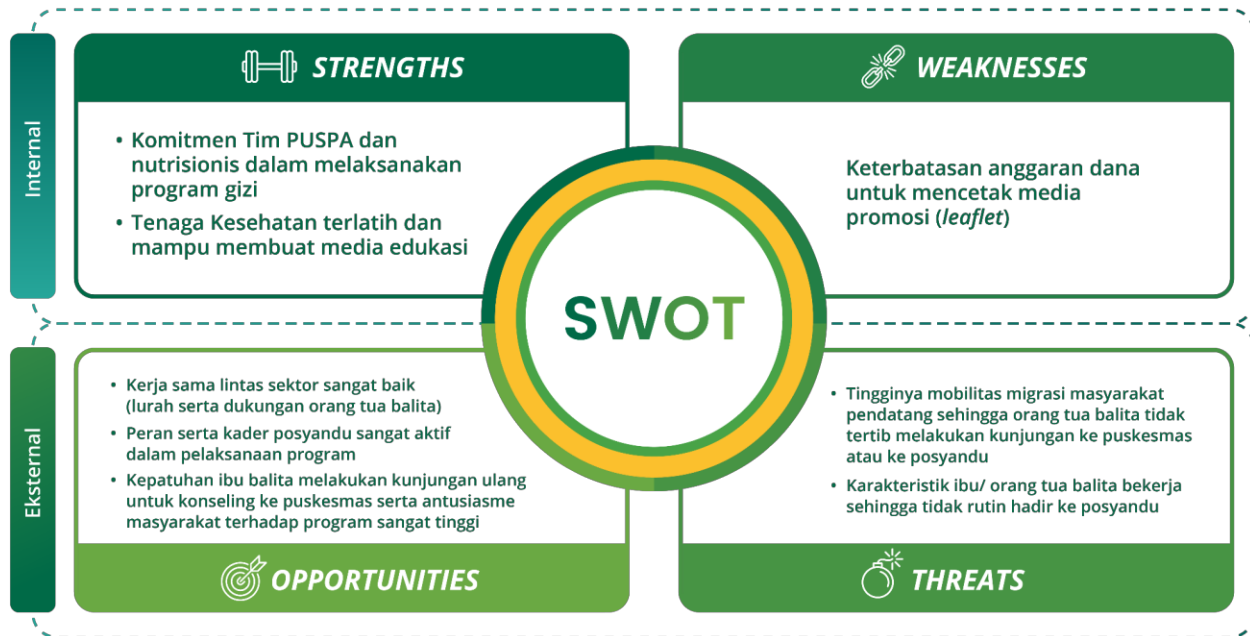 Internal
STRENGTHS
• Komitmen Tim PUSPA dan
nutrisionis dalam melaksanakan
program gizi
• Tenaga Kesehatan terlatih dan
mampu membuat media edukasi
WEAKNESSES
Keterbatasan anggaran dana
untuk mencetak media
promosi (leaflet)
SWOT
Eksternal
• Kerja sama lintas sektor sangat baik
(lurah serta dukungan orang tua balita)
• Peran serta kader posyandu sangat aktif
dalam pelaksanaan program
• Kepatuhan ibu balita melakukan kunjungan ulang
untuk konseling ke puskesmas serta antusiasme
masyarakat terhadap program sangat tinggi
OPPORTUNITIES
• Tingginya mobilitas migrasi masyarakat
pendatang sehingga orang tua balita tidak
tertib melakukan kunjungan ke puskesmas
atau ke posyandu
• Karakteristik ibu/ orang tua balita bekerja
sehingga tidak rutin hadir ke posyandu
THREATS